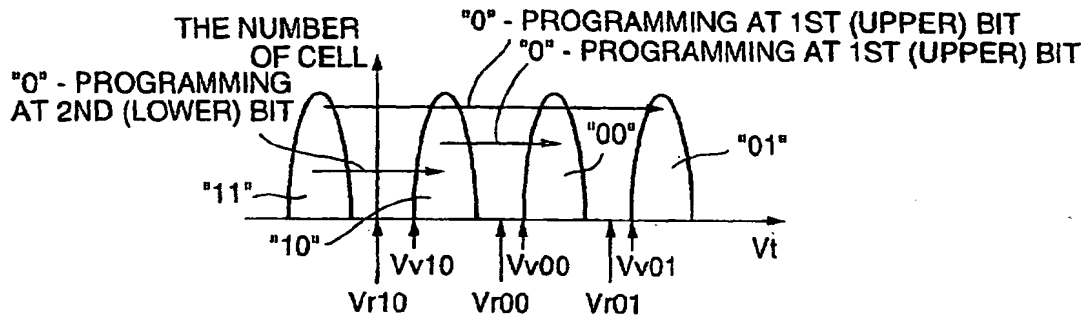 THE NUMBER
OF CELL
"0" - PROGRAMMING AT 1ST (UPPER) BIT
"0" - PROGRAMMING AT 1ST (UPPER) BIT
"0" - PROGRAMMING
AT 2ND (LOWER) BIT
"00"
"01"
"11"
"10"
Vv10
Vv00
Vv01
Vt
Vr10
Vr00
Vr01